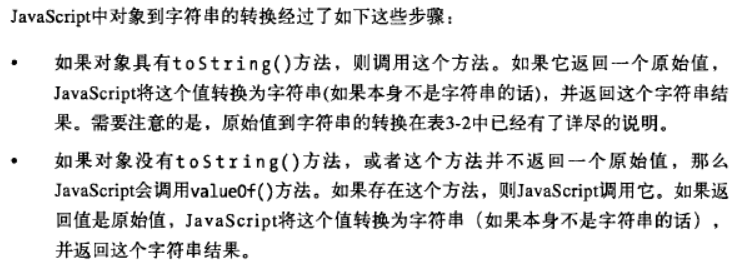 JavaScript中对象到字符串的转换经过了如下这些步骤：
• 如果对象具有toString()方法，则调用这个方法。如果它返回一个原始值，
JavaScript将这个值转换为字符串(如果本身不是字符串的话)，并返回这个字符串结
果。需要注意的是，原始值到字符串的转换在表3-2中已经有了详尽的说明。
• 如果对象没有toString()方法，或者这个方法并不返回一个原始值，那么
JavaScript会调用valueOf()方法。如果存在这个方法，则JavaScript调用它。如果返
回值是原始值，JavaScript将这个值转换为字符串（如果本身不是字符串的话），
并返回这个字符串结果。